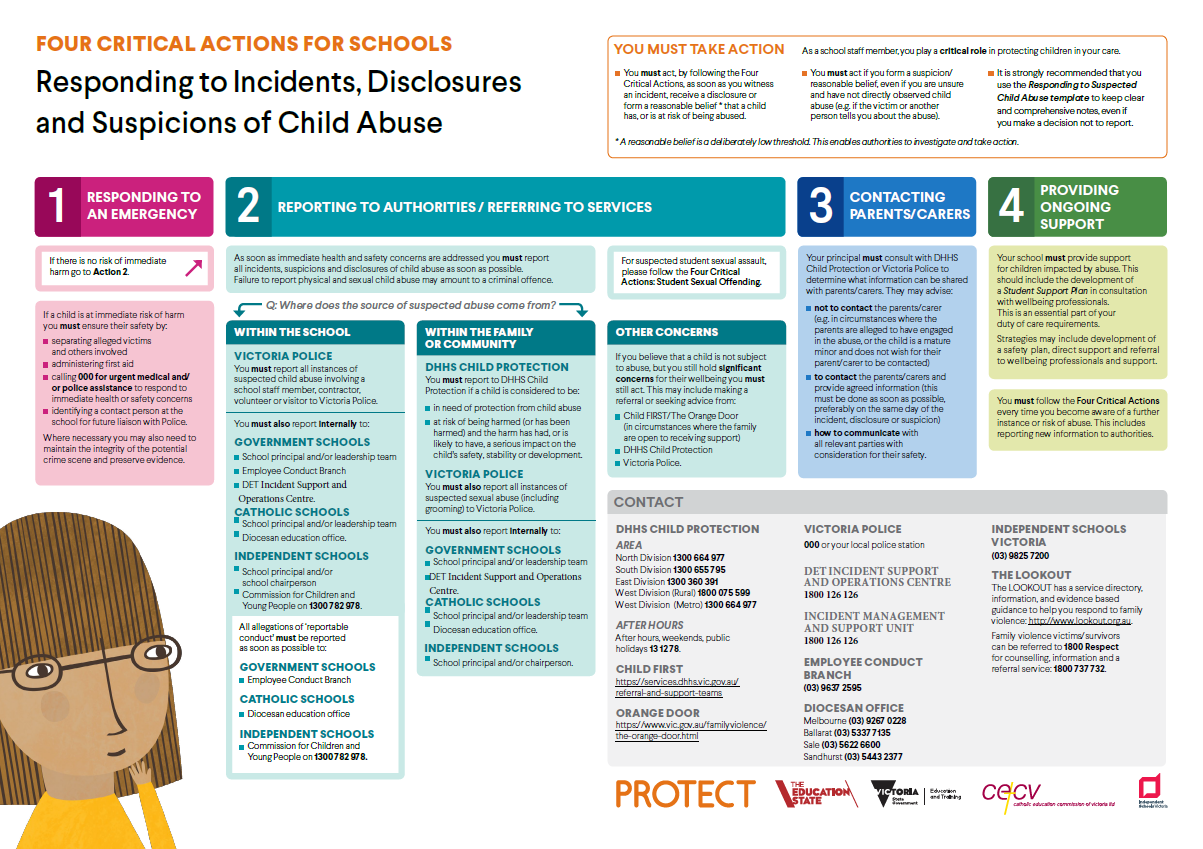 FOUR CRITICAL ACTIONS FOR SCHOOLS
Responding to Incidents, Disclosures
and Suspicions of Child Abuse
YOU MUST TAKE ACTION
As a school staff member, you play a critical role in protecting children in your care.
You must act, by following the Four
Critical Actions, as soon as you witness
an incident, receive a disclosure or
form a reasonable belief * that a child
has, or is at risk of being abused.
You must act if you form a suspicion/
reasonable belief, even if you are unsure
and have not directly observed child
abuse (e.g. if the victim or another
person tells you about the abuse).
It is strongly recommended that you
use the Responding to Suspected
Child Abuse template to keep clear
and comprehensive notes, even if
you make a decision not to report.
* A reasonable belief is a deliberately low threshold. This enables authorities to investigate and take action.
1 RESPONDING TO
AN EMERGENCY
If there is no risk of immediate
harm go to Action 2.
If a child is at immediate risk of harm
you must ensure their safety by:
separating alleged victims
and others involved
administering first aid
calling 000 for urgent medical and/
or police assistance to respond to
immediate health or safety concerns
identifying a contact person at the
school for future liaison with Police.
Where necessary you may also need to
maintain the integrity of the potential
crime scene and preserve evidence.
2 REPORTING TO AUTHORITIES / REFERRING TO SERVICES
As soon as immediate health and safety concerns are addressed you must report
all incidents, suspicions and disclosures of child abuse as soon as possible.
Failure to report physical and sexual child abuse may amount to a criminal offence.
Q: Where does the source of suspected abuse come from?
WITHIN THE SCHOOL
VICTORIA POLICE
You must report all instances of
suspected child abuse involving a
school staff member, contractor,
volunteer or visitor to Victoria Police.
You must also report internally to:
GOVERNMENT SCHOOLS
School principal and/or leadership team
Employee Conduct Branch
DET Incident Support and
Operations Centre.
CATHOLIC SCHOOLS
School principal and/or leadership team
Diocesan education office.
INDEPENDENT SCHOOLS
School principal and/or
school chairperson
Commission for Children and
Young People on 1300 782 978.
All allegations of 'reportable
conduct' must be reported
as soon as possible to:
GOVERNMENT SCHOOLS
Employee Conduct Branch
CATHOLIC SCHOOLS
Diocesan education office
INDEPENDENT SCHOOLS
Commission for Children and
Young People on 1300 782 978.
WITHIN THE FAMILY
OR COMMUNITY
DHHS CHILD PROTECTION
You must report to DHHS Child
Protection if a child is considered to be:
in need of protection from child abuse
at risk of being harmed (or has been
harmed) and the harm has had, or is
likely to have, a serious impact on the
child's safety, stability or development.
VICTORIA POLICE
You must also report all instances of
suspected sexual abuse (including
grooming) to Victoria Police.
You must also report internally to:
GOVERNMENT SCHOOLS
School principal and/or leadership team
DET Incident Support and Operations
Centre.
CATHOLIC SCHOOLS
School principal and/or leadership team
Diocesan education office.
INDEPENDENT SCHOOLS
School principal and/or chairperson.
For suspected student sexual assault,
please follow the Four Critical
Actions: Student Sexual Offending.
OTHER CONCERNS
If you believe that a child is not subject
to abuse, but you still hold significant
concerns for their wellbeing you must
still act. This may include making a
referral or seeking advice from:
Child FIRST/The Orange Door
(in circumstances where the family
are open to receiving support)
DHHS Child Protection
Victoria Police.
3 CONTACTING
PARENTS/CARERS
Your principal must consult with DHHS
Child Protection or Victoria Police to
determine what information can be shared
with parents/carers. They may advise:
not to contact the parents/carer
(e.g. in circumstances where the
parents are alleged to have engaged
in the abuse, or the child is a mature
minor and does not wish for their
parent/carer to be contacted)
to contact the parents/carers and
provide agreed information (this
must be done as soon as possible,
preferably on the same day of the
incident, disclosure or suspicion)
how to communicate with
all relevant parties with
consideration for their safety.
4 PROVIDING
ONGOING
SUPPORT
Your school must provide support
for children impacted by abuse. This
should include the development of
a Student Support Plan in consultation
with wellbeing professionals.
This is an essential part of your
duty of care requirements.
Strategies may include development of
a safety plan, direct support and referral
to wellbeing professionals and support.
You must follow the Four Critical Actions
every time you become aware of a further
instance or risk of abuse. This includes
reporting new information to authorities.
CONTACT
DHHS CHILD PROTECTION
AREA
North Division 1300 664 977
South Division 1300 655 795
East Division 1300 360 391
West Division (Rural) 1800 075 599
West Division (Metro) 1300 664 977
AFTER HOURS
After hours, weekends, public
holidays 13 12 78.
CHILD FIRST
https://services.dhhs.vic.gov.au/
referral-and-support-teams
ORANGE DOOR
https://www.vic.gov.au/familyviolence/
the-orange-door.html
VICTORIA POLICE
000 or your local police station
DET INCIDENT SUPPORT
AND OPERATIONS CENTRE
1800 126 126
INCIDENT MANAGEMENT
AND SUPPORT UNIT
1800 126 126
EMPLOYEE CONDUCT
BRANCH
(03) 9637 2595
DIOCESAN OFFICE
Melbourne (03) 9267 0228
Ballarat (03) 5337 7135
Sale (03) 5622 6600
Sandhurst (03) 5443 2377
INDEPENDENT SCHOOLS
VICTORIA
(03) 9825 7200
THE LOOKOUT
The LOOKOUT has a service directory,
information, and evidence based
guidance to help you respond to family
violence: http://www.lookout.org.au.
Family violence victims/survivors
can be referred to 1800 Respect
for counselling, information and a
referral service: 1800 737 732.
PROTECT
THE EDUCATION STATE
VICTORIA State Government
Education and Training
cecv
catholic education commission of victoria ltd
Independent Schools Victoria